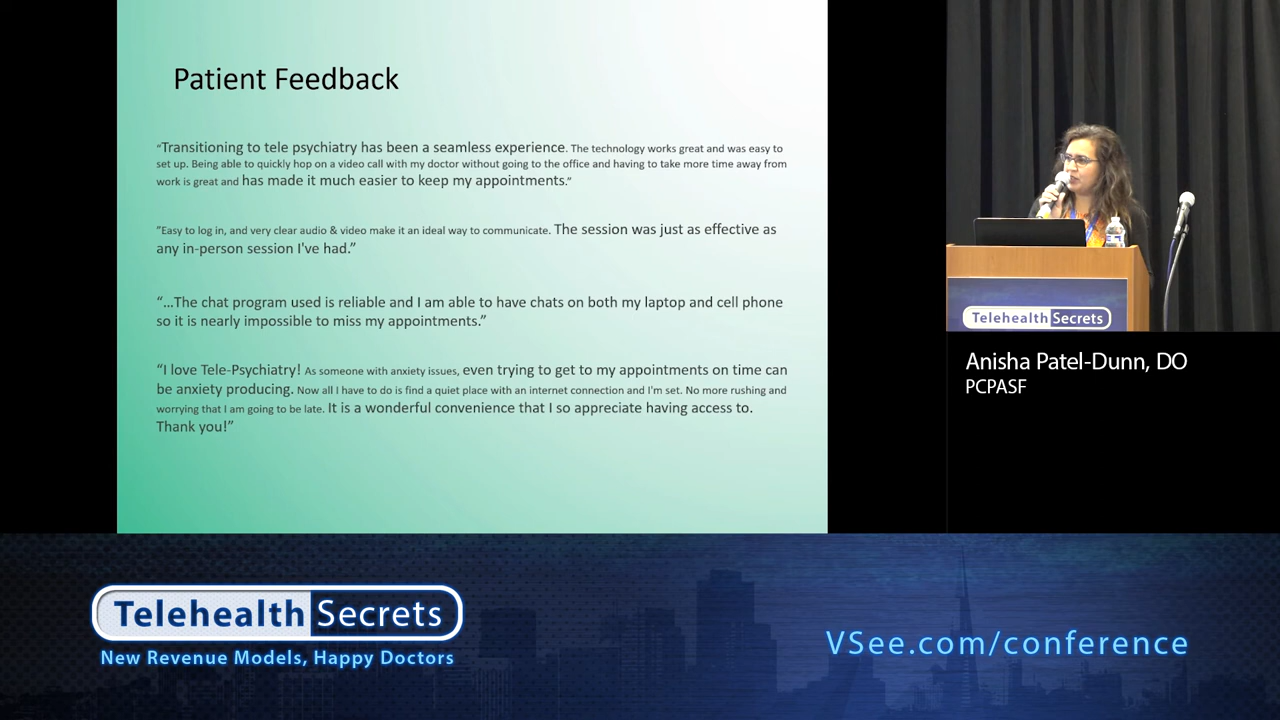 Patient Feedback
“Transitioning to tele psychiatry has been a seamless experience. The technology works great and was easy to
set up. Being able to quickly hop on a video call with my doctor without going to the office and having to take more time away from
work is great and has made it much easier to keep my appointments.”
”Easy to log in, and very clear audio & video make it an ideal way to communicate. The session was just as effective as
any in-person session I've had.”
“…The chat program used is reliable and I am able to have chats on both my laptop and cell phone
so it is nearly impossible to miss my appointments.”
“I love Tele-Psychiatry! As someone with anxiety issues, even trying to get to my appointments on time can
be anxiety producing. Now all I have to do is find a quiet place with an internet connection and I'm set. No more rushing and
worrying that I am going to be late. It is a wonderful convenience that I so appreciate having access to.
Thank you!”
Telehealth Secrets
Anisha Patel-Dunn, DO
PCPASF
Telehealth Secrets
New Revenue Models, Happy Doctors
VSee.com/conference